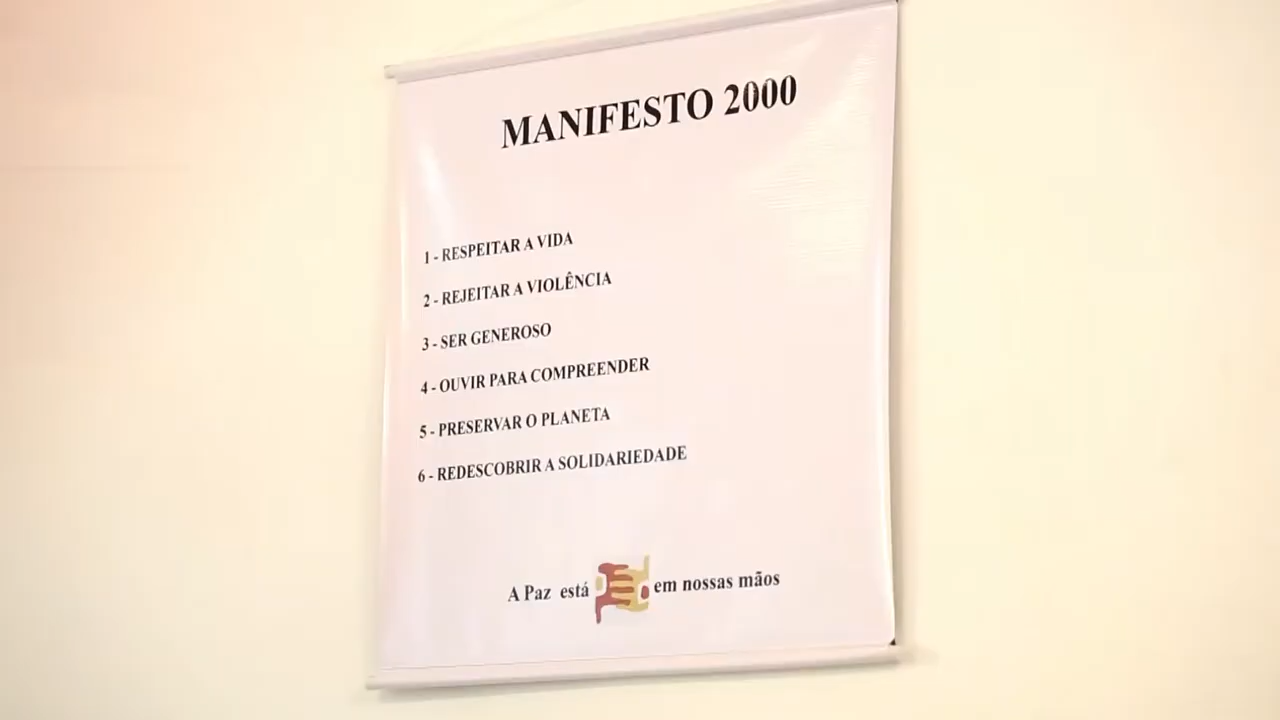 MANIFESTO 2000
1 - RESPEITAR A VIDA
2 - REJEITAR A VIOLÊNCIA
3 - SER GENEROSO
4 - OUVIR PARA COMPREENDER
5 - PRESERVAR O PLANETA
6 - REDESCOBRIR A SOLIDARIEDADE
A Paz está em nossas mãos